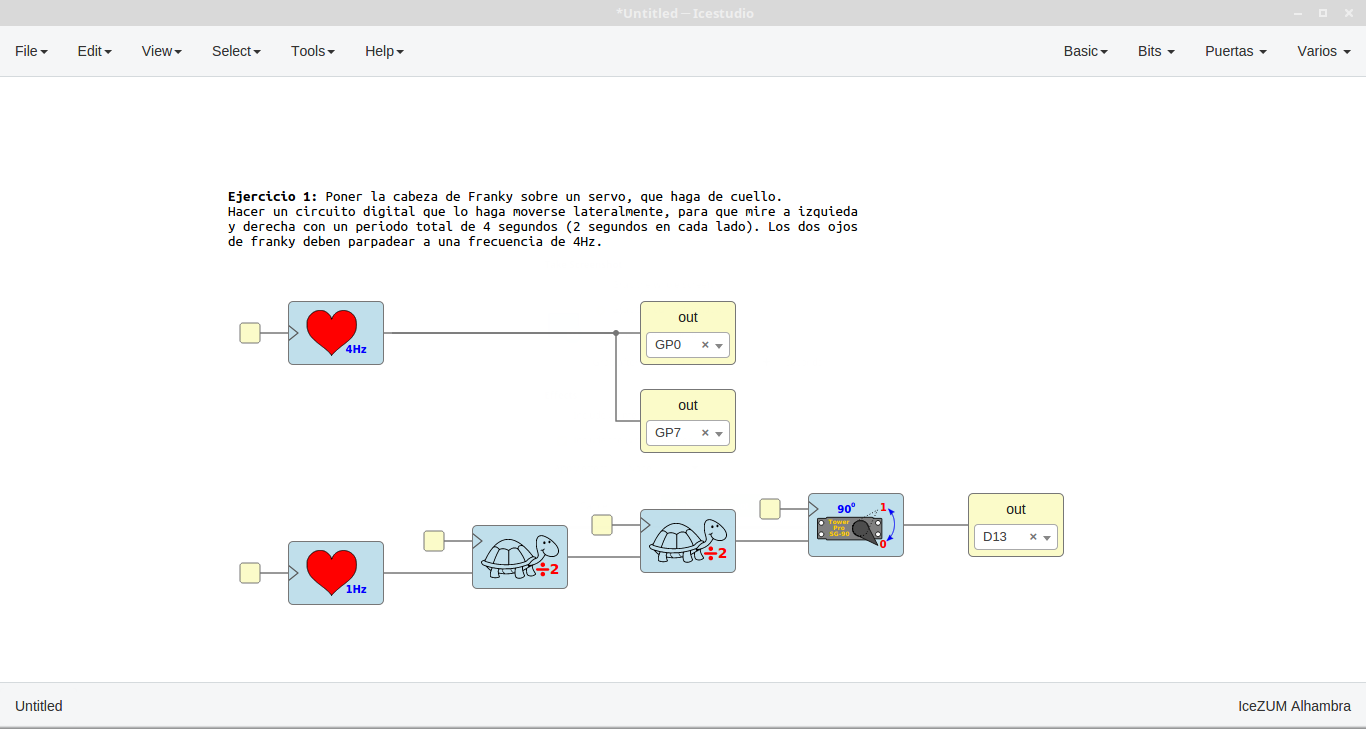 *Untitled – Icestudio
File Edit View Select Tools Help Basic Bits Puertas Varios
Ejercicio 1: Poner la cabeza de Franky sobre un servo, que haga de cuello.
Hacer un circuito digital que lo haga moverse lateralmente, para que mire a izquieda
y derecha con un periodo total de 4 segundos (2 segundos en cada lado). Los dos ojos
de franky deben parpadear a una frecuencia de 4Hz.
4Hz
out
GP0
out
GP7
1Hz
÷2
÷2
90⁰ 1
Tower
Pro
SG-90
0
out
D13
Untitled IceZUM Alhambra